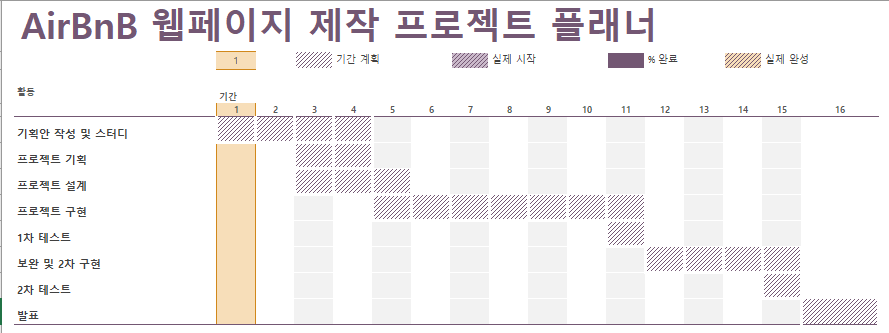 AirBnB 웹페이지 제작 프로젝트 플래너
1 기간 계획 실제 시작 % 완료 실제 완성
활동 기간
1 2 3 4 5 6 7 8 9 10 11 12 13 14 15 16
기획안 작성 및 스터디
프로젝트 기획
프로젝트 설계
프로젝트 구현
1차 테스트
보완 및 2차 구현
2차 테스트
발표